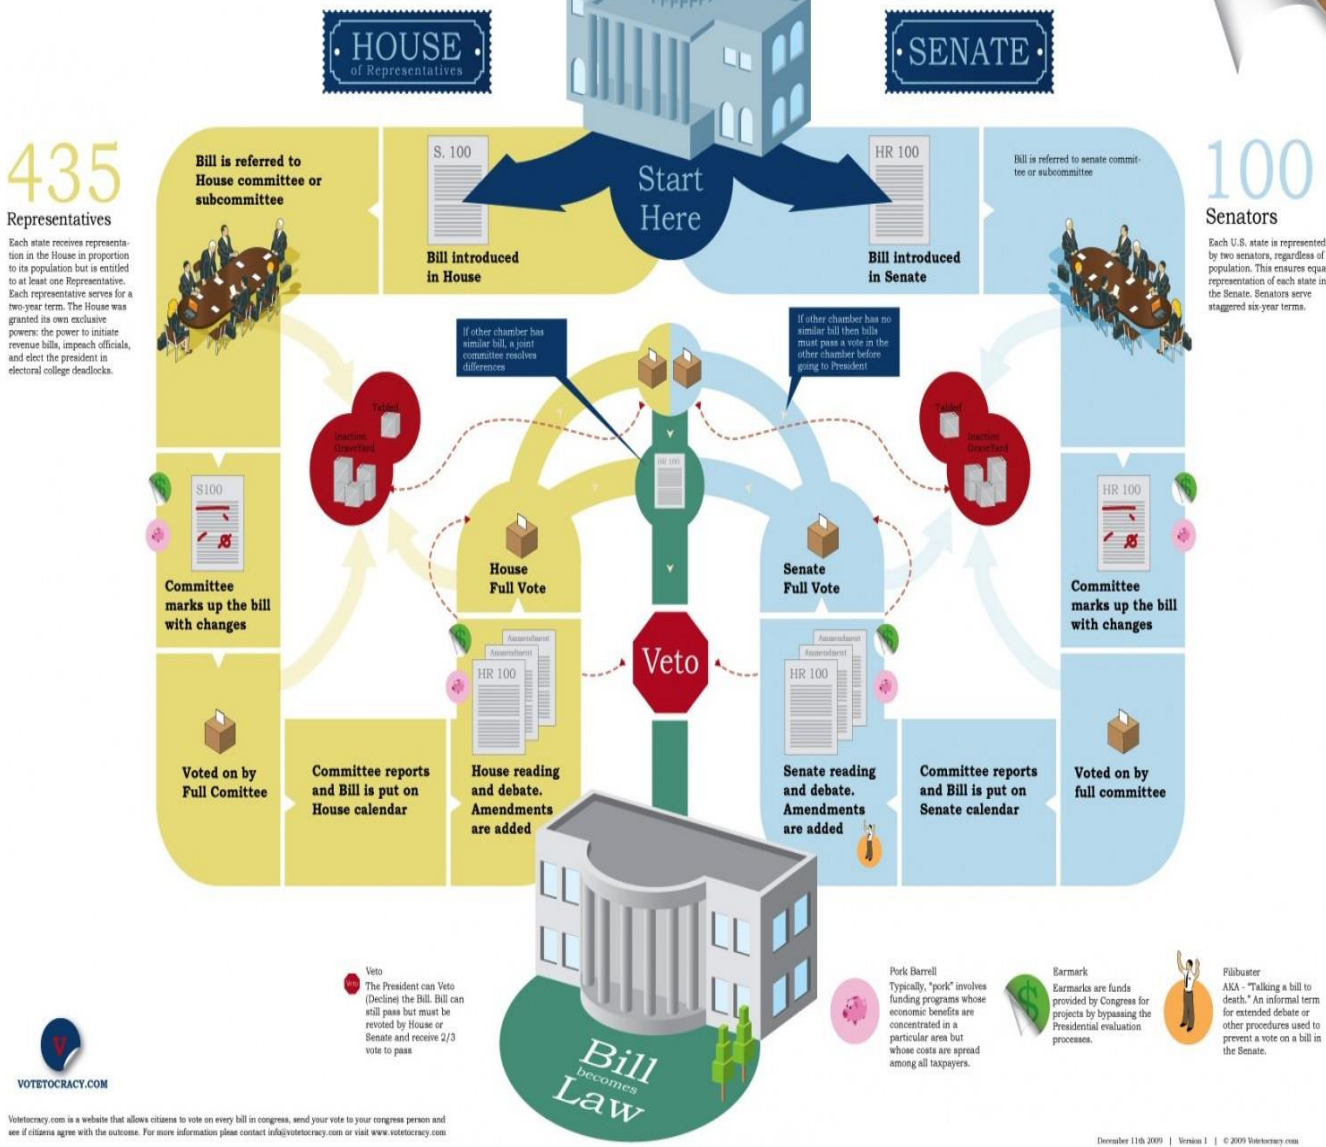 HOUSE
of Representatives
SENATE
435
Representatives
Each state receives representa-
tion in the House in proportion
to its population but is entitled
to at least one Representative.
Each representative serves for a
two-year term. The House was
granted its own exclusive
powers: the power to initiate
revenue bills, impeach officials,
and elect the president in
electoral college deadlocks.
Bill is referred to
House committee or
subcommittee
S. 100
Bill introduced
in House
Start
Here
HR 100
Bill introduced
in Senate
Bill is referred to senate commit-
tee or subcommittee
100
Senators
Each U.S. state is represented
by two senators, regardless of
population. This ensures equa
representation of each state in
the Senate. Senators serve
staggered six-year terms.
If other chamber has
similar bill, a joint
committee resolves
differences
If other chamber has no
similar bill then bills
must pass a vote in the
other chamber before
going to President
Tabled
Inaction
GraveYard
Tabled
Inaction
GraveYard
HR 100
S100
Committee
marks up the bill
with changes
House
Full Vote
Senate
Full Vote
HR 100
Committee
marks up the bill
with changes
Veto
Amendment
Amendment
HR 100
Amendment
Amendment
HR 100
Voted on by
Full Comittee
Committee reports
and Bill is put on
House calendar
House reading
and debate.
Amendments
are added
Senate reading
and debate.
Amendments
are added
Committee reports
and Bill is put on
Senate calendar
Voted on by
full committee
Veto
Veto
The President can Veto
(Decline) the Bill. Bill can
still pass but must be
revoted by House or
Senate and receive 2/3
vote to pass
Bill
becomes
Law
Pork Barrell
Typically, "pork" involves
funding programs whose
economic benefits are
concentrated in a
particular area but
whose costs are spread
among all taxpayers.
Earmark
Earmarks are funds
provided by Congress for
projects by bypassing the
Presidential evaluation
processes.
Filibuster
AKA - "Talking a bill to
death." An informal term
for extended debate or
other procedures used to
prevent a vote on a bill in
the Senate.
V
VOTETOCRACY.COM
Votetocracy.com is a website that allows citizens to vote on every bill in congress, send your vote to your congress person and
see if citizens agree with the outcome. For more information pleae contact info@votetocracy.com or visit www.votetocracy.com
December 11th 2009 | Version 1 | © 2009 Votetocracy.com